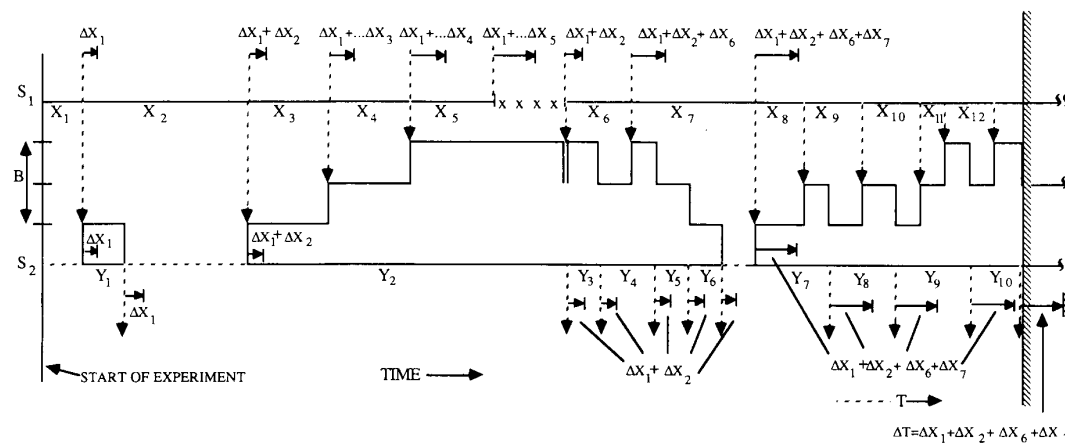 ΔX₁ ΔX₁+ ΔX₂ ΔX₁+...ΔX₃ ΔX₁+...ΔX₄ ΔX₁+...ΔX₅ ΔX₁+ ΔX₂ ΔX₁+ΔX₂ + ΔX₆ ΔX₁+ΔX₂ + ΔX₆ +ΔX₇
S₁
X₁ X₂ X₃ X₄ X₅ x x x x X₆ X₇ X₈ X₉ X₁₀ X₁₁ X₁₂
B
ΔX₁ ΔX₁+ ΔX₂
S₂
Y₁ Y₂ Y₃ Y₄ Y₅ Y₆ Y₇ Y₈ Y₉ Y₁₀
ΔX₁
START OF EXPERIMENT TIME ΔX₁+ ΔX₂ ΔX₁ +ΔX₂+ ΔX₆+ΔX₇
T
ΔT=ΔX₁+ΔX₂+ ΔX₆ +ΔX